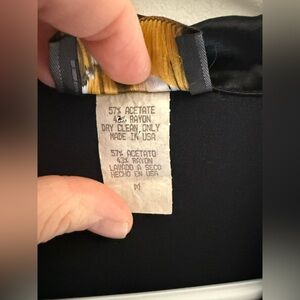 57% ACETATE
43% RAYON
DRY CLEAN ONLY
MADE IN USA
57% ACETATO
43% RAYON
LAVADO A SECO
HECHO EN USA
M